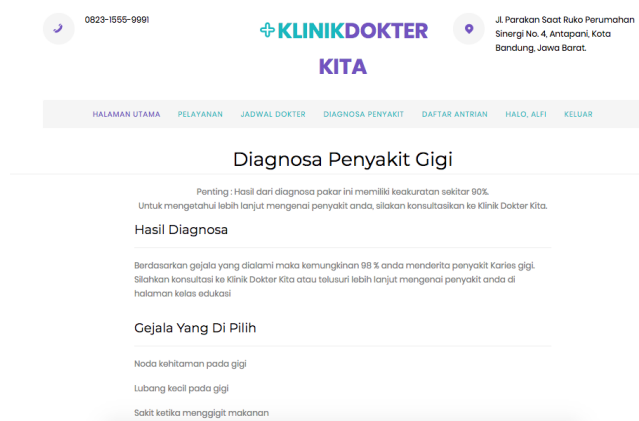 0823-1555-9991
KLINIKDOKTER
KITA
Jl. Parakan Saat Ruko Perumahan
Sinergi No. 4, Antapani, Kota
Bandung, Jawa Barat.
HALAMAN UTAMA PELAYANAN JADWAL DOKTER DIAGNOSA PENYAKIT DAFTAR ANTRIAN HALO, ALFI KELUAR
Diagnosa Penyakit Gigi
Penting : Hasil dari diagnosa pakar ini memiliki keakuratan sekitar 90%.
Untuk mengetahui lebih lanjut mengenai penyakit anda, silakan konsultasikan ke Klinik Dokter Kita.
Hasil Diagnosa
Berdasarkan gejala yang dialami maka kemungkinan 98 % anda menderita penyakit Karies gigi.
Silahkan konsultasi ke Klinik Dokter Kita atau telusuri lebih lanjut mengenai penyakit anda di
halaman kelas edukasi
Gejala Yang Di Pilih
Noda kehitaman pada gigi
Lubang kecil pada gigi
Sakit ketika menggigit makanan